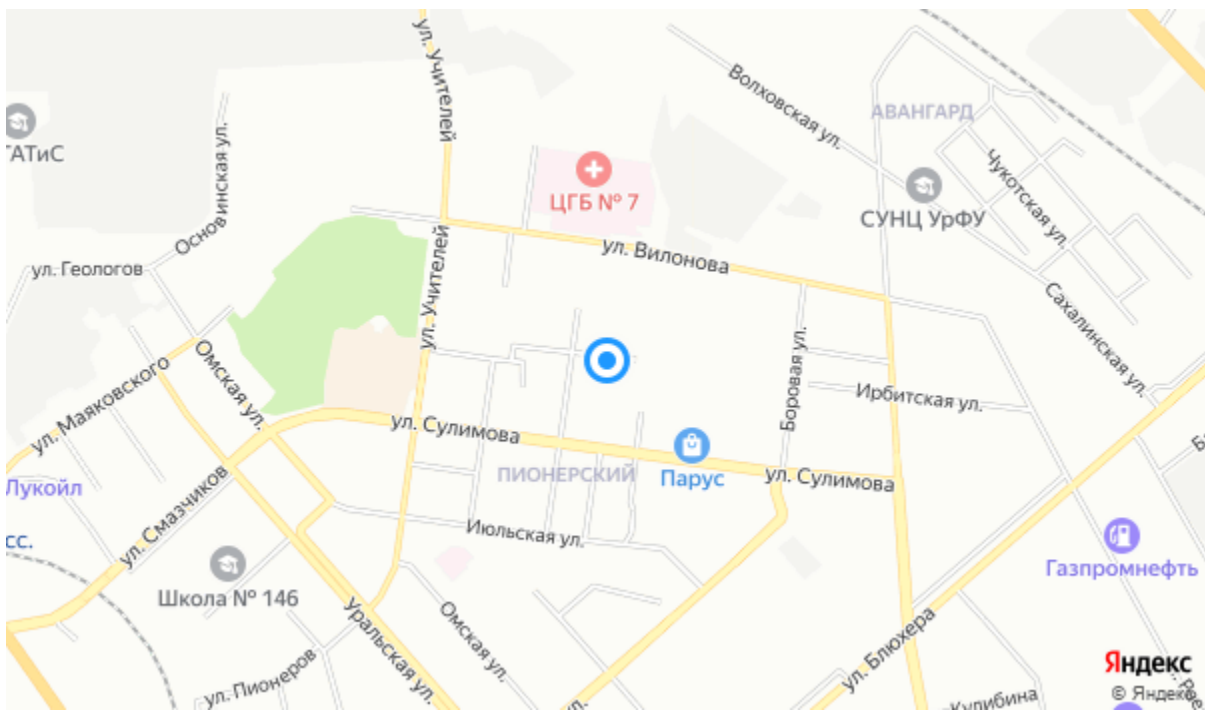 ул. Учителей
Волховская ул.
АВАНГАРД
ГАТиС
Основинская ул.
Чукотская ул.
ЦГБ № 7
СУНЦ УрФУ
ул. Вилонова
ул. Геологов
ул. Учителей
Сахалинская ул.
Омская ул.
ул. Маяковского
Боровая ул.
Ирбитская ул.
ул. Сулимова
ПИОНЕРСКИЙ
Парус
ул. Сулимова
Лукойл
ул. Смазчиков
Июльская ул.
сс.
Газпромнефть
Школа № 146
Уральская ул.
Омская ул.
ул. Блюхера
ул. Пионеров
Яндекс
© Яндекс
Кулибина